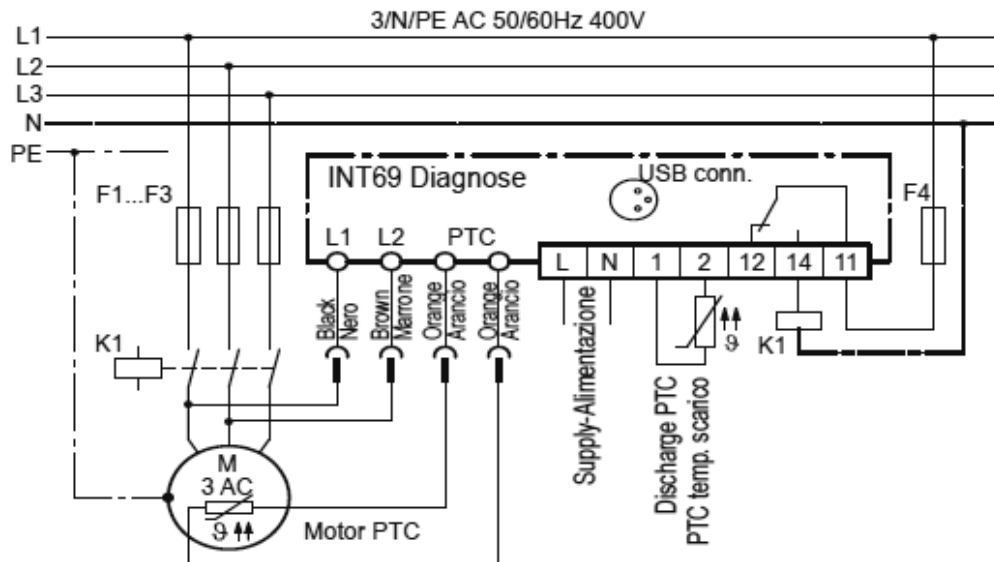 3/N/PE AC 50/60Hz 400V
L1
L2
L3
N
PE
INT69 Diagnose
USB conn.
F1...F3
F4
L1 L2 PTC
L N 1 2 12 14 11
Black
Nero
Brown
Marrone
Orange
Arancio
Orange
Arancio
K1
K1
ϑ
Supply-Alimentazione
Discharge PTC
PTC temp. scarico
M
3 AC
ϑ
Motor PTC